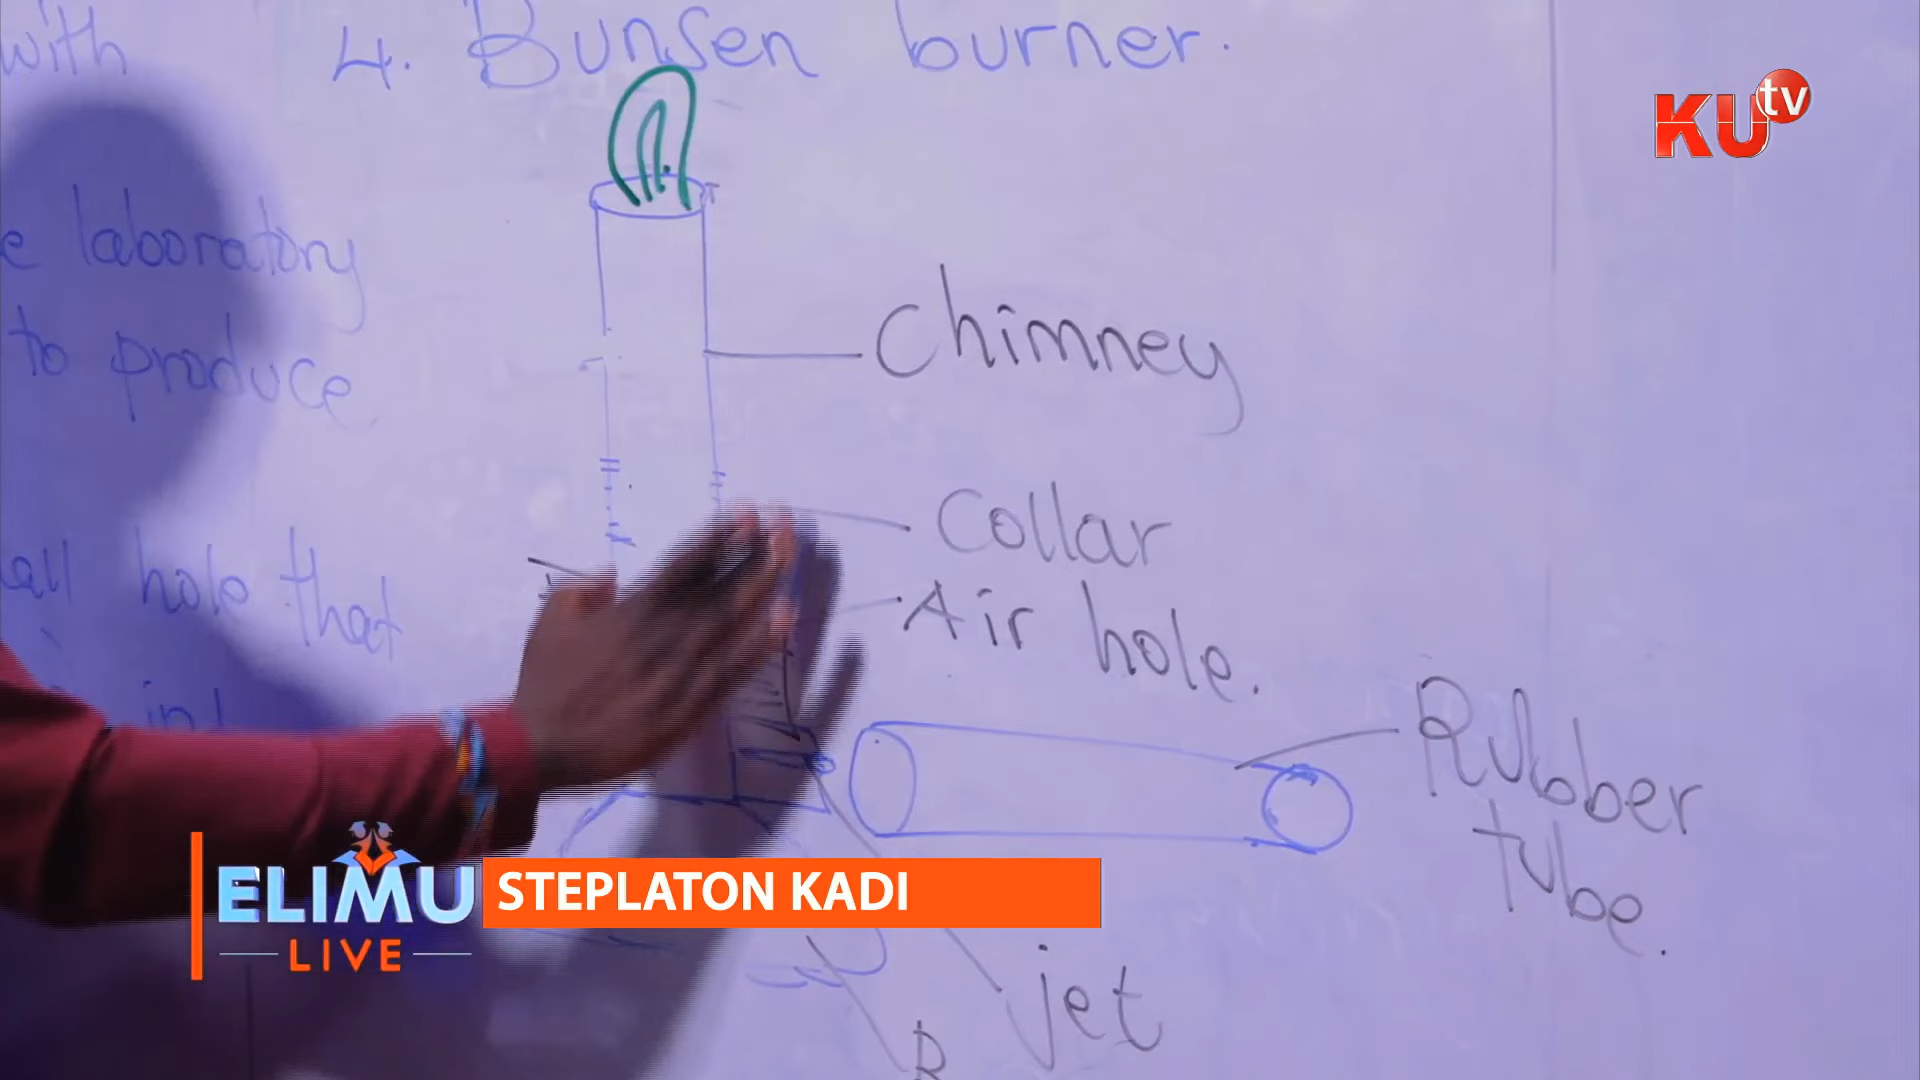 with
4. Bunsen burner.
KU tv
e laboratory
to produce
Chimney
Collar
all hole that
Air hole.
Rubber
tube.
ELIMU
LIVE
STEPLATON KADI
jet